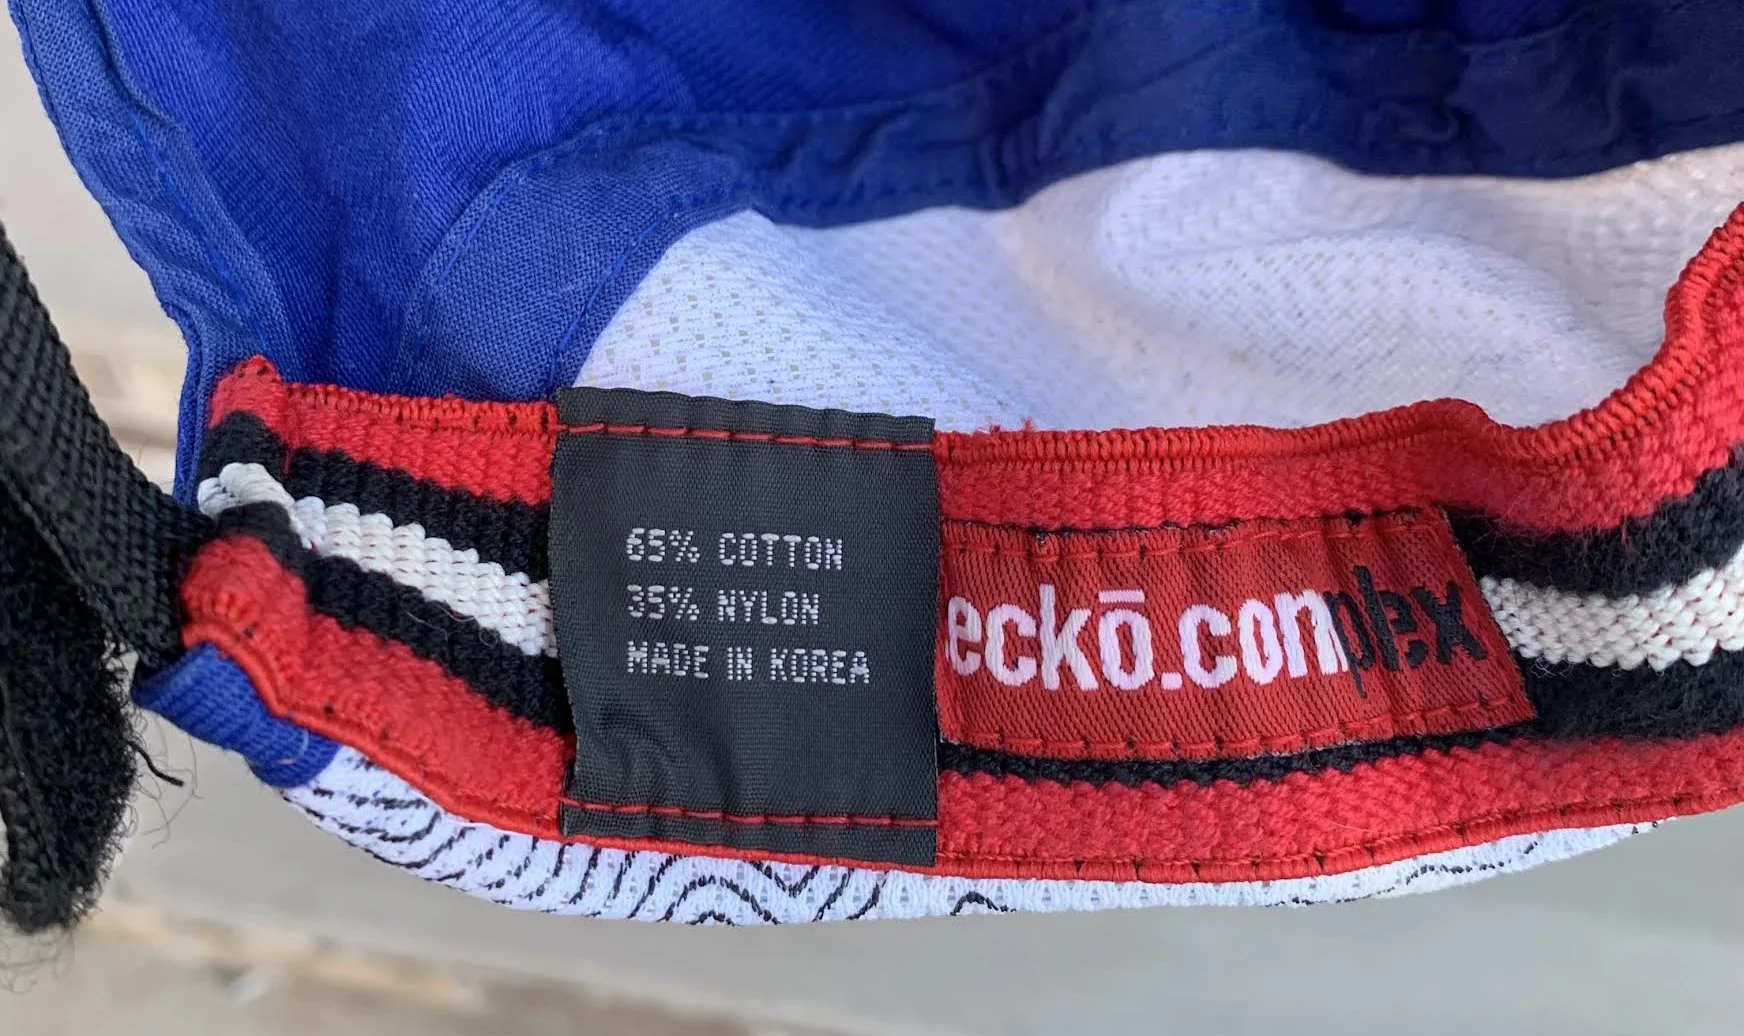 65% COTTON
35% NYLON
MADE IN KOREA
eckō.complex